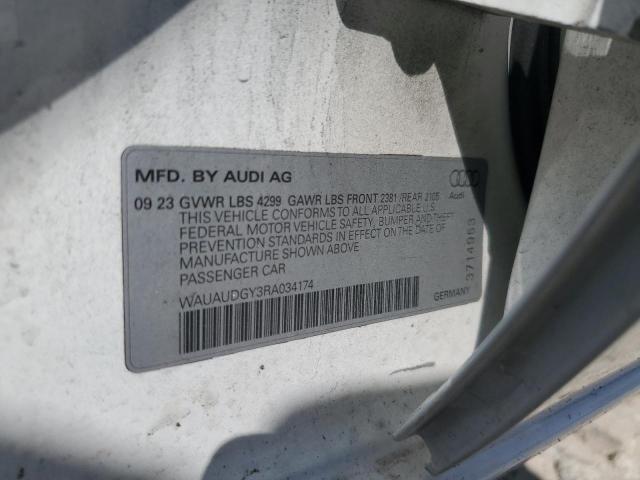 MFD. BY AUDI AG
09 23 GVWR LBS 4299 GAWR LBS FRONT 2381 /REAR 2105
THIS VEHICLE CONFORMS TO ALL APPLICABLE U.S.
FEDERAL MOTOR VEHICLE SAFETY, BUMPER AND THEFT
PREVENTION STANDARDS IN EFFECT ON THE DATE OF
MANUFACTURE SHOWN ABOVE
PASSENGER CAR
WAUAUDGY3RA034174
Audi
3714953
GERMANY